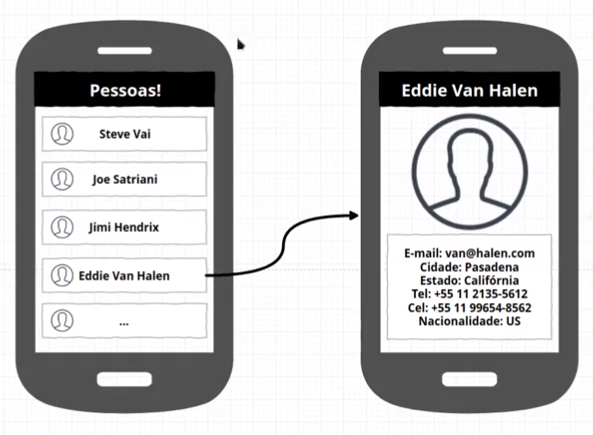 Pessoas!
Steve Vai
Joe Satriani
Jimi Hendrix
Eddie Van Halen
...
Eddie Van Halen
E-mail: van@halen.com
Cidade: Pasadena
Estado: Califórnia
Tel: +55 11 2135-5612
Cel: +55 11 99654-8562
Nacionalidade: US